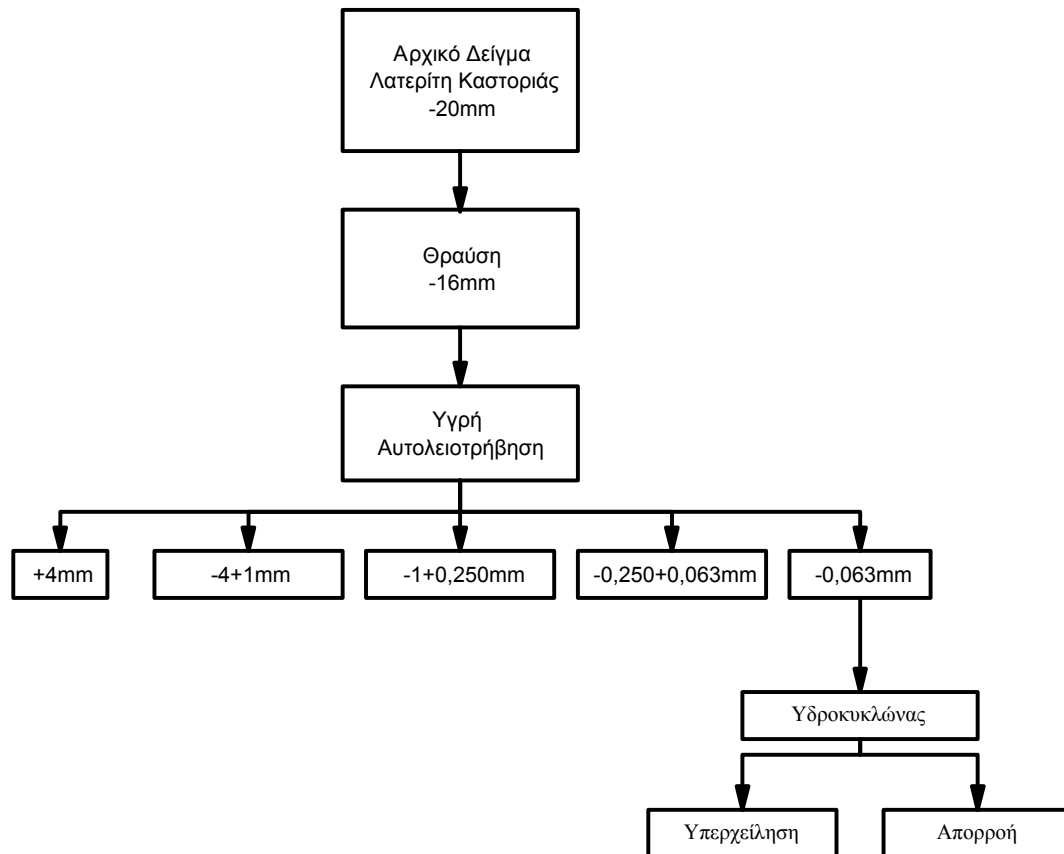 Αρχικό Δείγμα
Λατερίτη Καστοριάς
-20mm
Θραύση
-16mm
Υγρή
Αυτολειοτρήβηση
+4mm
-4+1mm
-1+0,250mm
-0,250+0,063mm
-0,063mm
Υδροκυκλώνας
Υπερχείληση
Απορροή